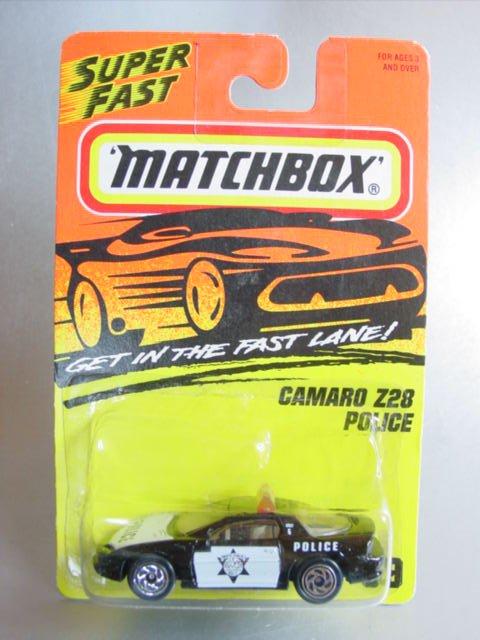 SUPER
FAST
FOR AGES 3
AND OVER
'MATCHBOX'®
GET IN THE FAST LANE!
CAMARO Z28
POLICE
POLICE